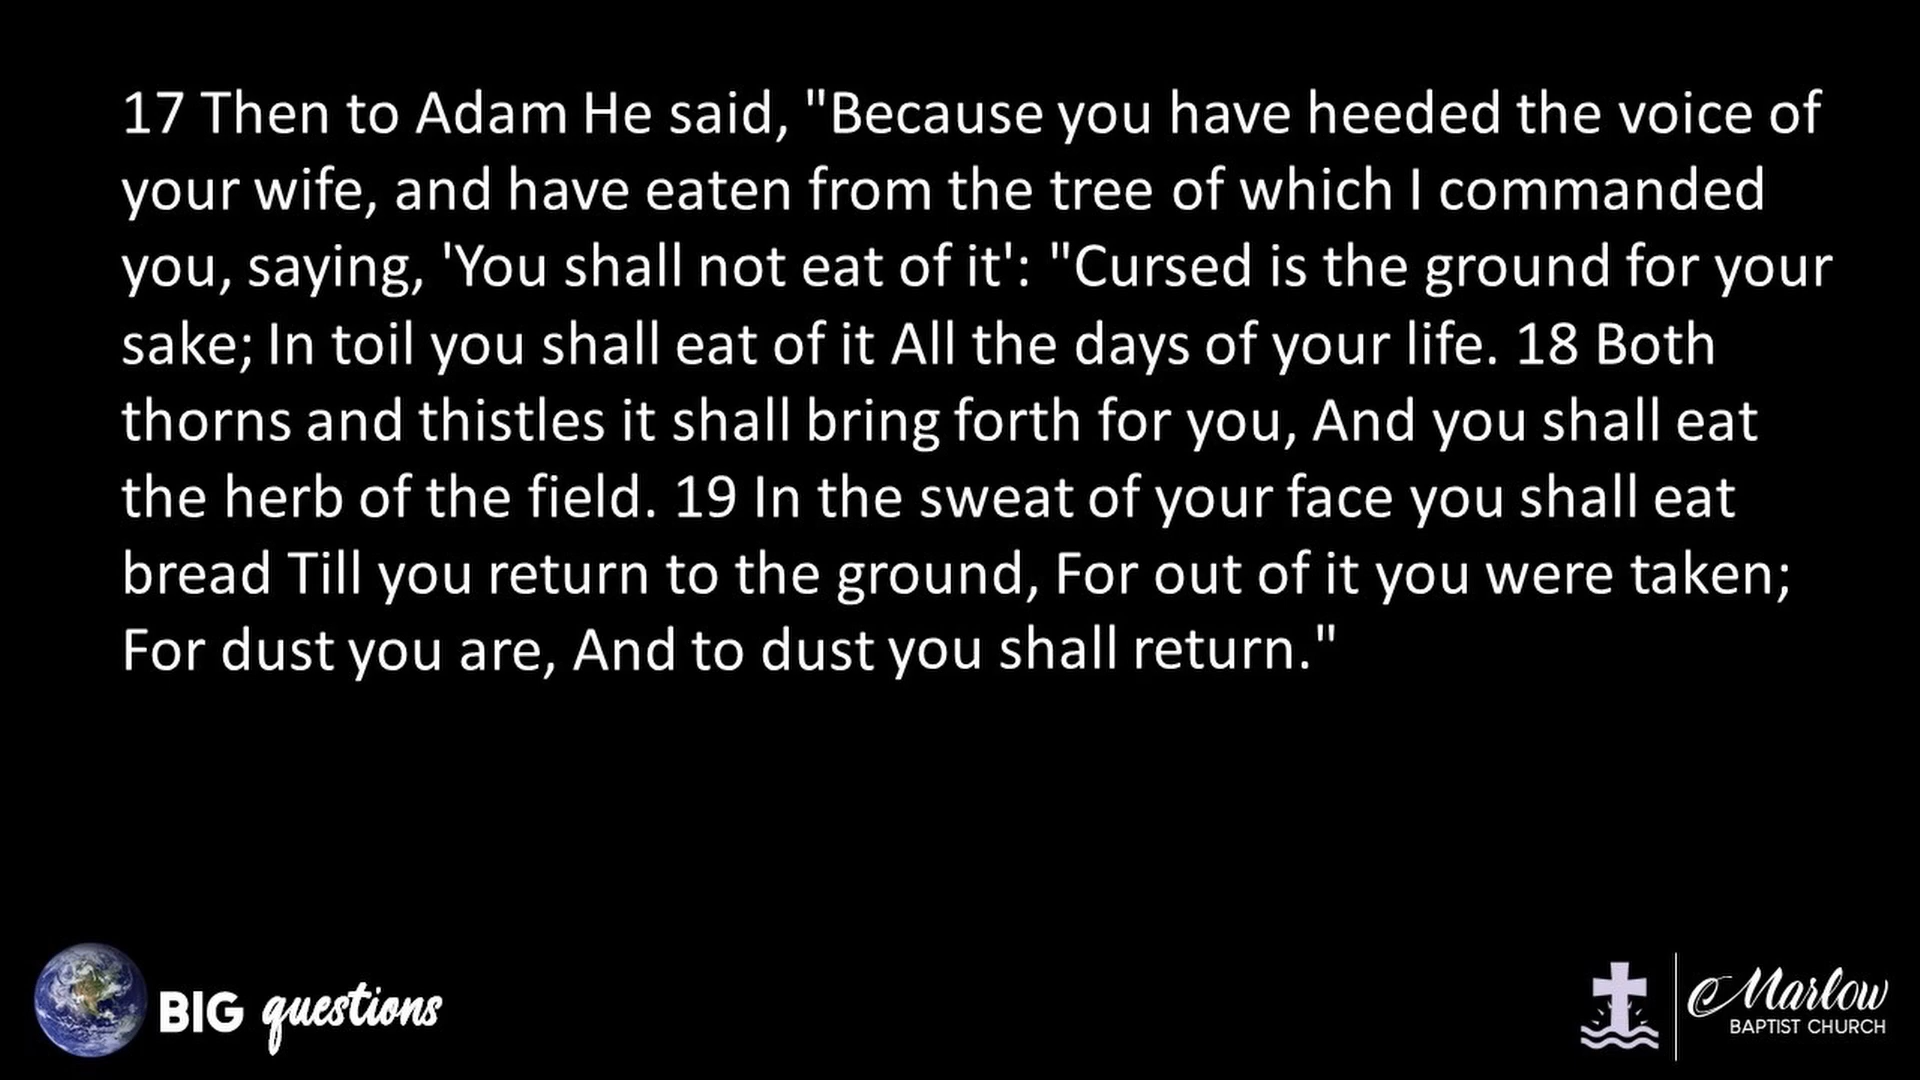 17 Then to Adam He said, "Because you have heeded the voice of
your wife, and have eaten from the tree of which I commanded
you, saying, 'You shall not eat of it': "Cursed is the ground for your
sake; In toil you shall eat of it All the days of your life. 18 Both
thorns and thistles it shall bring forth for you, And you shall eat
the herb of the field. 19 In the sweat of your face you shall eat
bread Till you return to the ground, For out of it you were taken;
For dust you are, And to dust you shall return."
BIG questions
Marlow
BAPTIST CHURCH